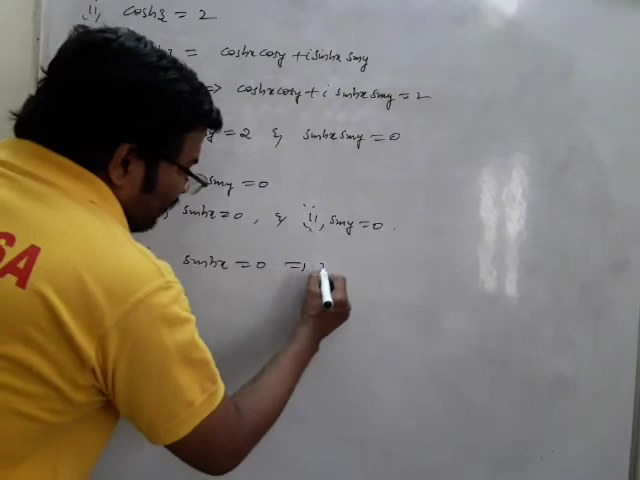 ii, coshz = 2
z = coshx cosy + i sinhx siny
=> coshx cosy + i sinhx siny = 2
y = 2 & sinhx siny = 0
siny = 0
sinhx = 0, & ii, siny = 0.
sinhx = 0 =>
SA